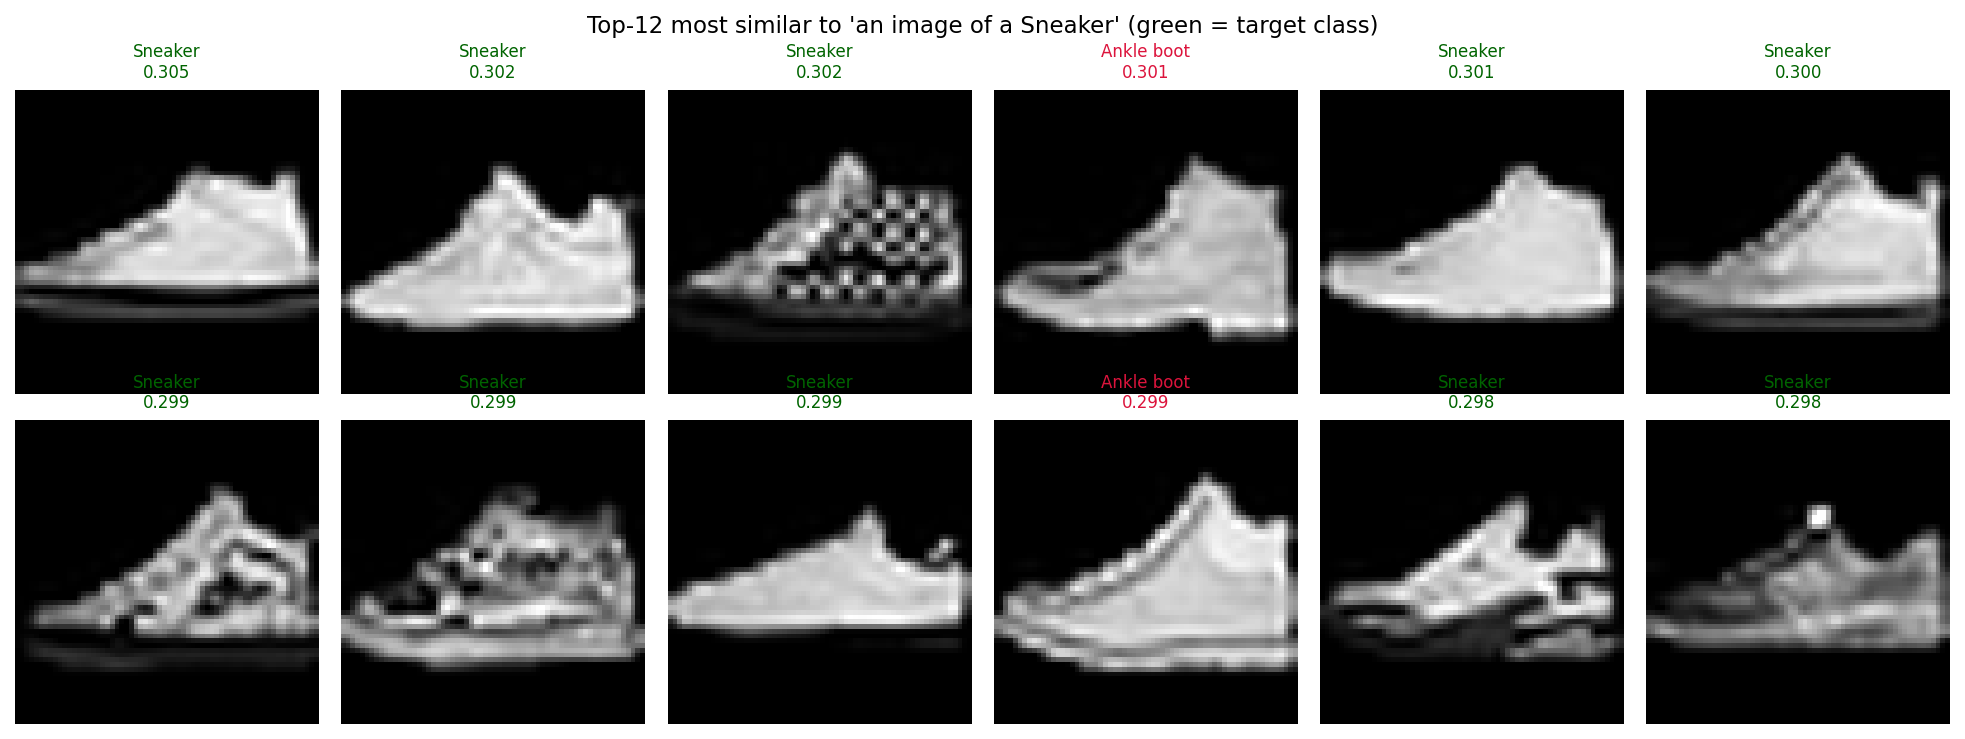 Top-12 most similar to 'an image of a Sneaker' (green = target class)
Sneaker
0.305
Sneaker
0.302
Sneaker
0.302
Ankle boot
0.301
Sneaker
0.301
Sneaker
0.300
Sneaker
0.299
Sneaker
0.299
Sneaker
0.299
Ankle boot
0.299
Sneaker
0.298
Sneaker
0.298